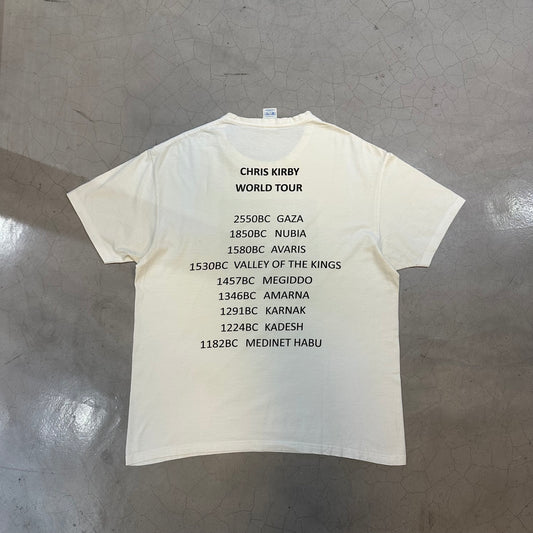 CHRIS KIRBY
WORLD TOUR
2550BC GAZA
1850BC NUBIA
1580BC AVARIS
1530BC VALLEY OF THE KINGS
1457BC MEGIDDO
1346BC AMARNA
1291BC KARNAK
1224BC KADESH
1182BC MEDINET HABU